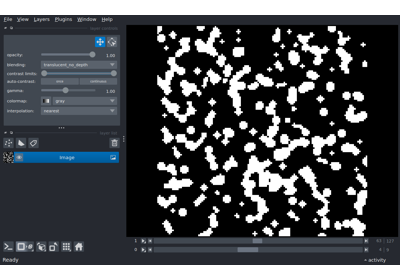 File View Layers Plugins Window Help
opacity: 1.00
blending: translucent_no_depth
contrast limits:
auto-contrast: once continuous
gamma: 1.00
colormap: gray
interpolation: nearest
Image
1
0
Ready activity